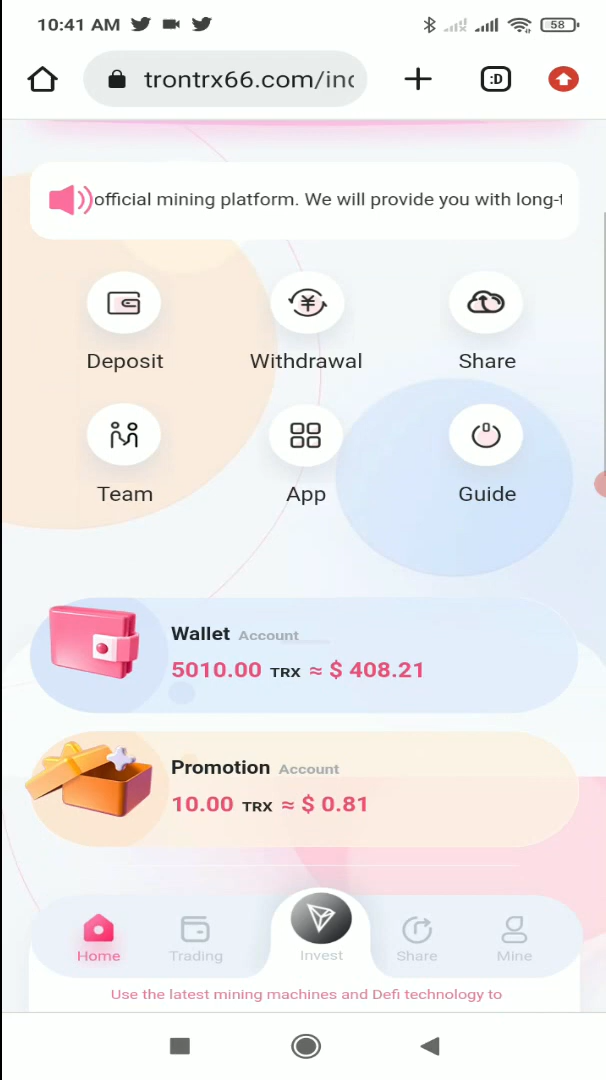 10:41 AM
58
trontrx66.com/in
:D
official mining platform. We will provide you with long-
Deposit
Withdrawal
Share
Team
App
Guide
Wallet Account
5010.00 TRX ≈ $ 408.21
Promotion Account
10.00 TRX ≈ $ 0.81
Home
Trading
Invest
Share
Mine
Use the latest mining machines and Defi technology to